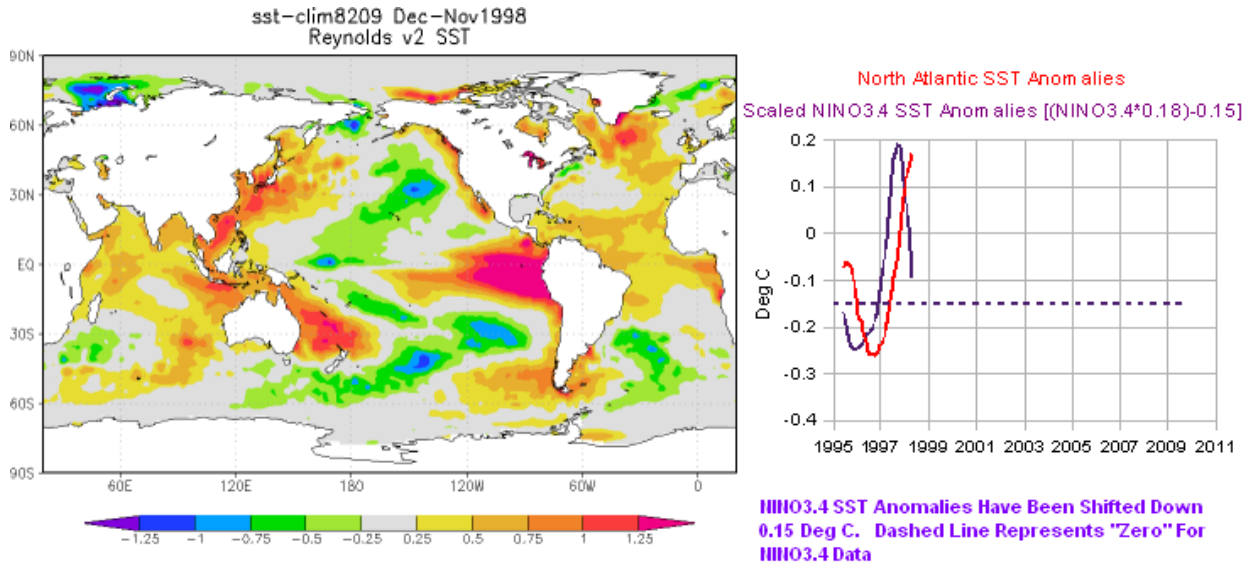 sst-clim8209 Dec-Nov1998
Reynolds v2 SST
90N
60N
30N
EQ
30S
60S
90S
60E 120E 180 120W 60W 0
-1.25 -1 -0.75 -0.5 -0.25 0.25 0.5 0.75 1 1.25
North Atlantic SST Anomalies
Scaled NINO3.4 SST Anomalies [(NINO3.4*0.18)-0.15]
Deg C
0.2
0.1
0
-0.1
-0.2
-0.3
-0.4
1995 1997 1999 2001 2003 2005 2007 2009 2011
NINO3.4 SST Anomalies Have Been Shifted Down
0.15 Deg C. Dashed Line Represents "Zero" For
NINO3.4 Data